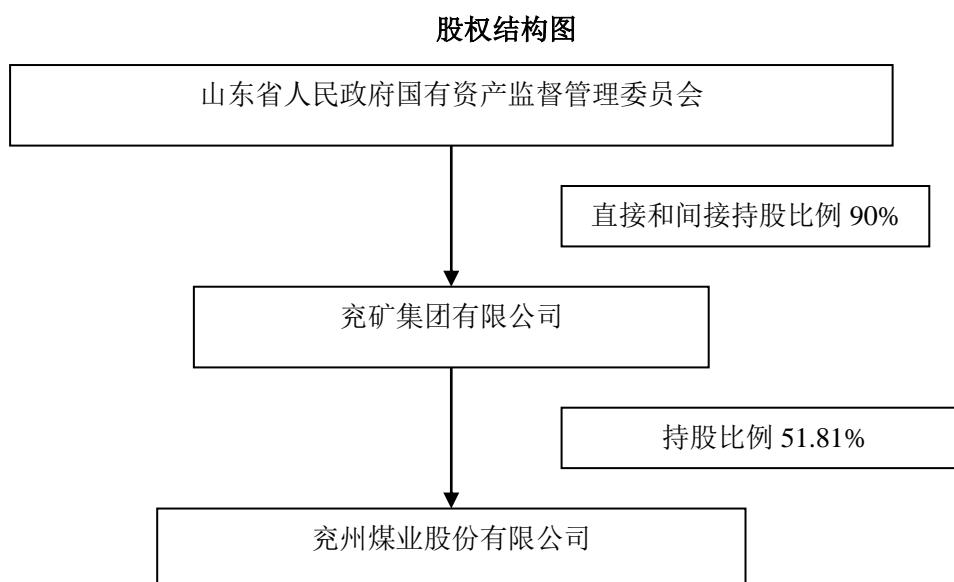 股权结构图
山东省人民政府国有资产监督管理委员会
直接和间接持股比例 90%
兖矿集团有限公司
持股比例 51.81%
兖州煤业股份有限公司